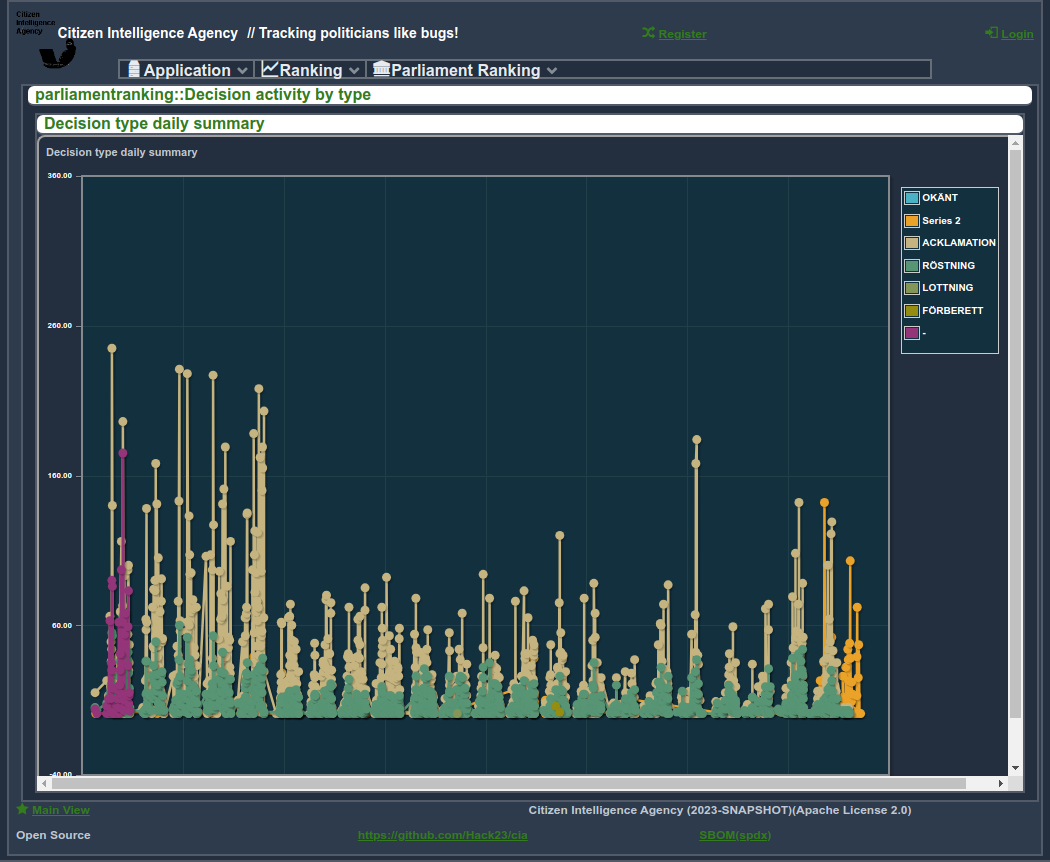 Citizen
Intelligence
Agency
Citizen Intelligence Agency // Tracking politicians like bugs!
Register
Login
Application
Ranking
Parliament Ranking
parliamentranking::Decision activity by type
Decision type daily summary
Decision type daily summary
360.00
260.00
160.00
60.00
-40.00
OKÄNT
Series 2
ACKLAMATION
RÖSTNING
LOTTNING
FÖRBERETT
-
Main View
Citizen Intelligence Agency (2023-SNAPSHOT)(Apache License 2.0)
Open Source
https://github.com/Hack23/cia
SBOM(spdx)